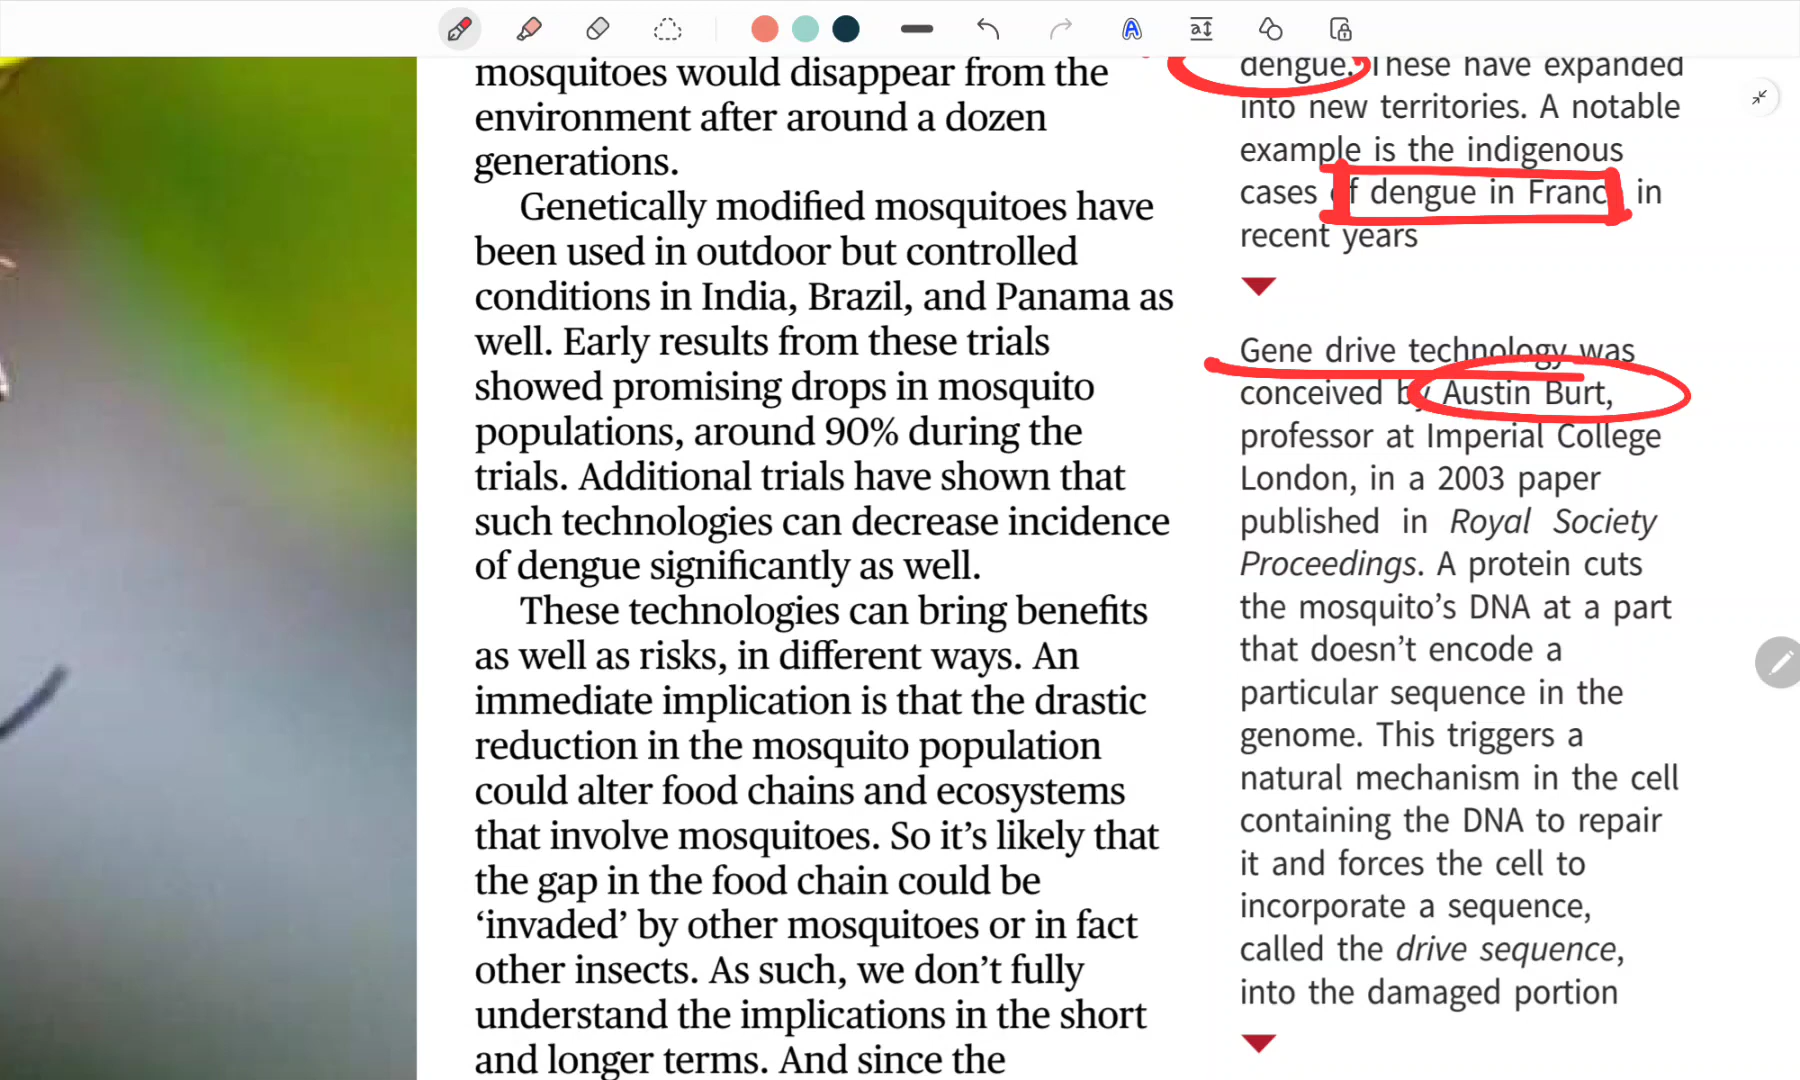 mosquitoes would disappear from the
environment after around a dozen
generations.
Genetically modified mosquitoes have
been used in outdoor but controlled
conditions in India, Brazil, and Panama as
well. Early results from these trials
showed promising drops in mosquito
populations, around 90% during the
trials. Additional trials have shown that
such technologies can decrease incidence
of dengue significantly as well.
These technologies can bring benefits
as well as risks, in different ways. An
immediate implication is that the drastic
reduction in the mosquito population
could alter food chains and ecosystems
that involve mosquitoes. So it’s likely that
the gap in the food chain could be
‘invaded’ by other mosquitoes or in fact
other insects. As such, we don’t fully
understand the implications in the short
and longer terms. And since the
dengue. These have expanded
into new territories. A notable
example is the indigenous
cases of dengue in France in
recent years
Gene drive technology was
conceived by Austin Burt,
professor at Imperial College
London, in a 2003 paper
published in Royal Society
Proceedings. A protein cuts
the mosquito’s DNA at a part
that doesn’t encode a
particular sequence in the
genome. This triggers a
natural mechanism in the cell
containing the DNA to repair
it and forces the cell to
incorporate a sequence,
called the drive sequence,
into the damaged portion